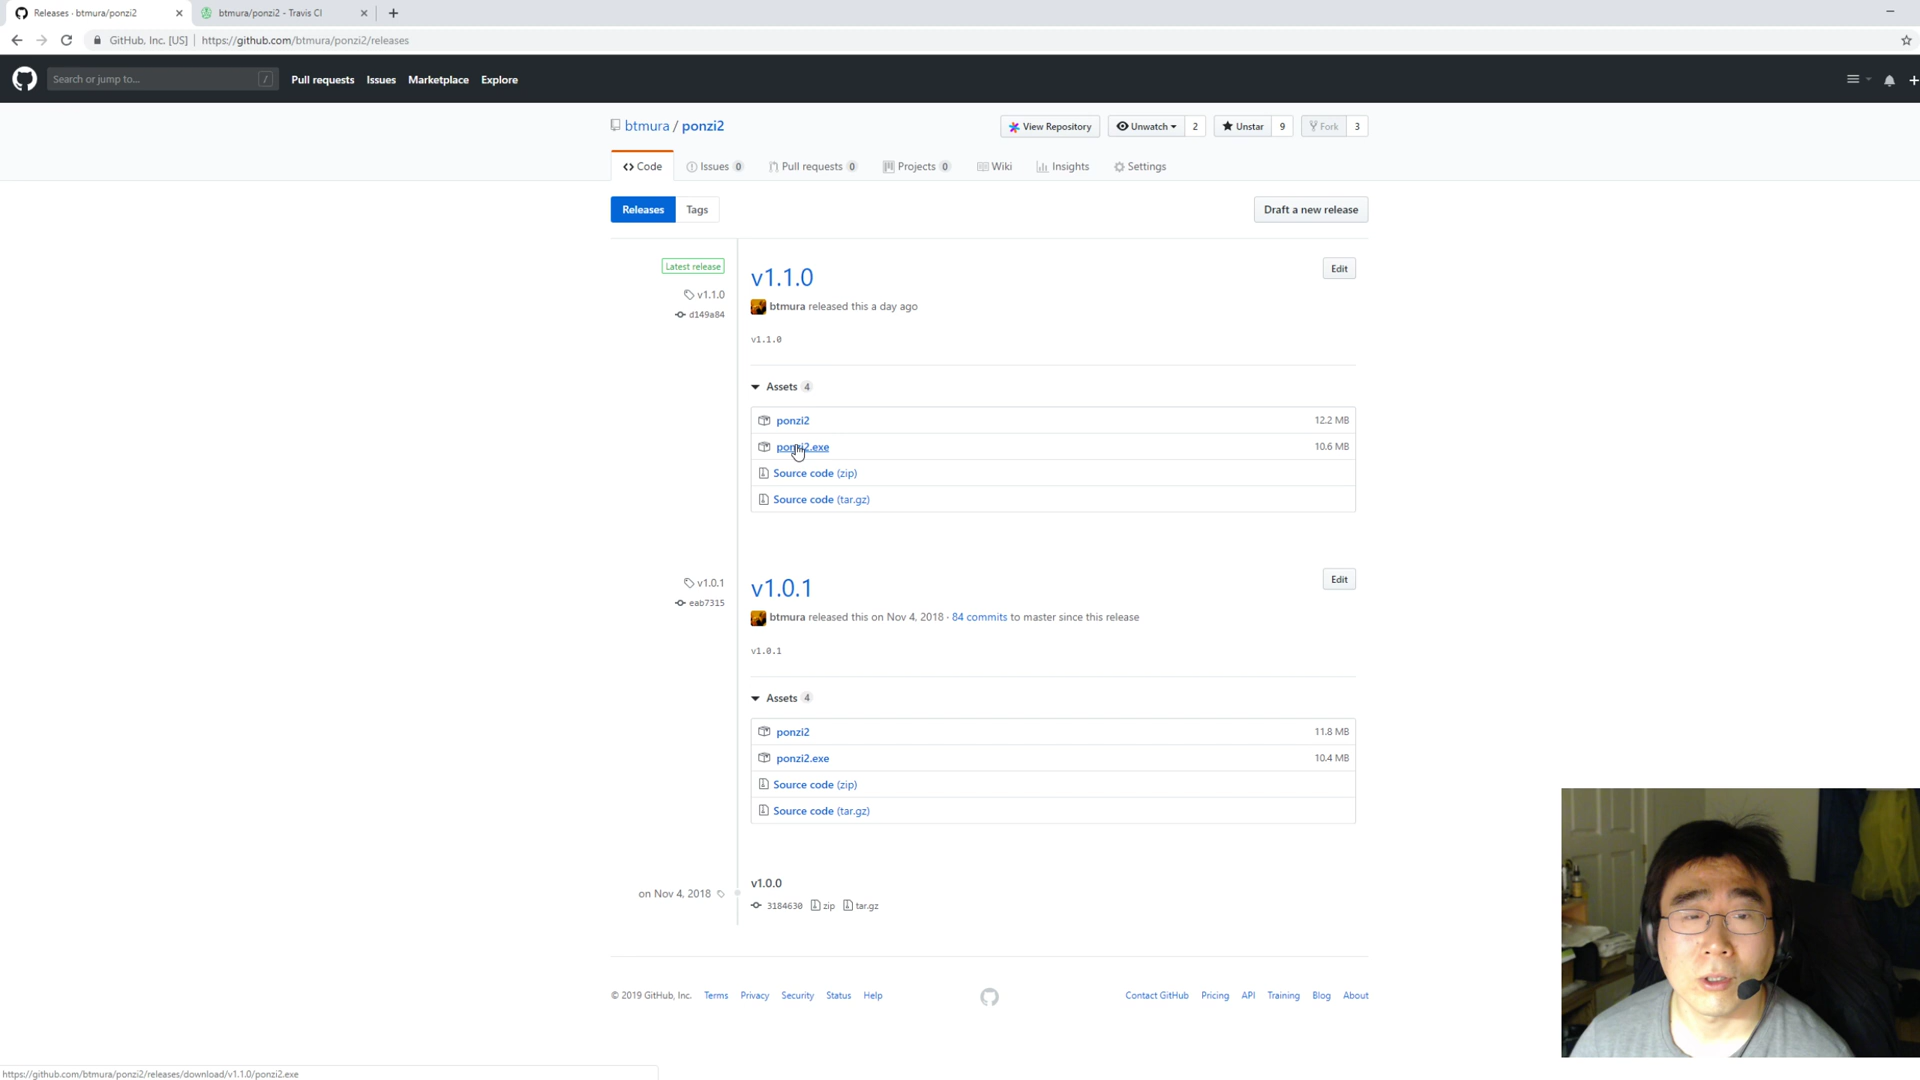 Releases · btmura/ponzi2
btmura/ponzi2 - Travis CI
GitHub, Inc. [US] https://github.com/btmura/ponzi2/releases
Search or jump to... / Pull requests Issues Marketplace Explore
btmura / ponzi2
View Repository Unwatch 2 Unstar 9 Fork 3
Code Issues 0 Pull requests 0 Projects 0 Wiki Insights Settings
Releases Tags Draft a new release
Latest release
v1.1.0
d149a84
v1.1.0 Edit
btmura released this a day ago
v1.1.0
Assets 4
ponzi2 12.2 MB
ponzi2.exe 10.6 MB
Source code (zip)
Source code (tar.gz)
v1.0.1
eab7315
v1.0.1 Edit
btmura released this on Nov 4, 2018 · 84 commits to master since this release
v1.0.1
Assets 4
ponzi2 11.8 MB
ponzi2.exe 10.4 MB
Source code (zip)
Source code (tar.gz)
on Nov 4, 2018
v1.0.0
3184630 zip tar.gz
© 2019 GitHub, Inc. Terms Privacy Security Status Help Contact GitHub Pricing API Training Blog About
https://github.com/btmura/ponzi2/releases/download/v1.1.0/ponzi2.exe